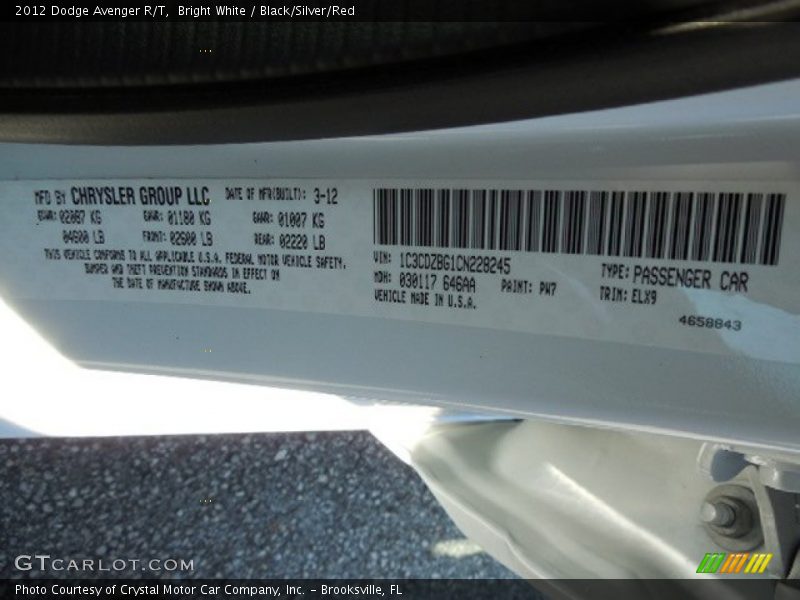 2012 Dodge Avenger R/T,  Bright White / Black/Silver/Red
MFD BY CHRYSLER GROUP LLC DATE OF MFR(BUILT): 3-12
GVWR: 02087 KG GAWR: 01180 KG GAWR: 01007 KG
04600 LB FRONT: 02600 LB REAR: 02220 LB
THIS VEHICLE CONFORMS TO ALL APPLICABLE U.S.A. FEDERAL MOTOR VEHICLE SAFETY,
BUMPER AND THEFT PREVENTION STANDARDS IN EFFECT ON
THE DATE OF MANUFACTURE SHOWN ABOVE.
VIN: 1C3CDZBG1CN228245 TYPE: PASSENGER CAR
MDH: 030117 646AA PAINT: PW7 TRIM: ELX9
VEHICLE MADE IN U.S.A.
4658843
GTCARLOT.COM
Photo Courtesy of Crystal Motor Car Company, Inc. – Brooksville, FL